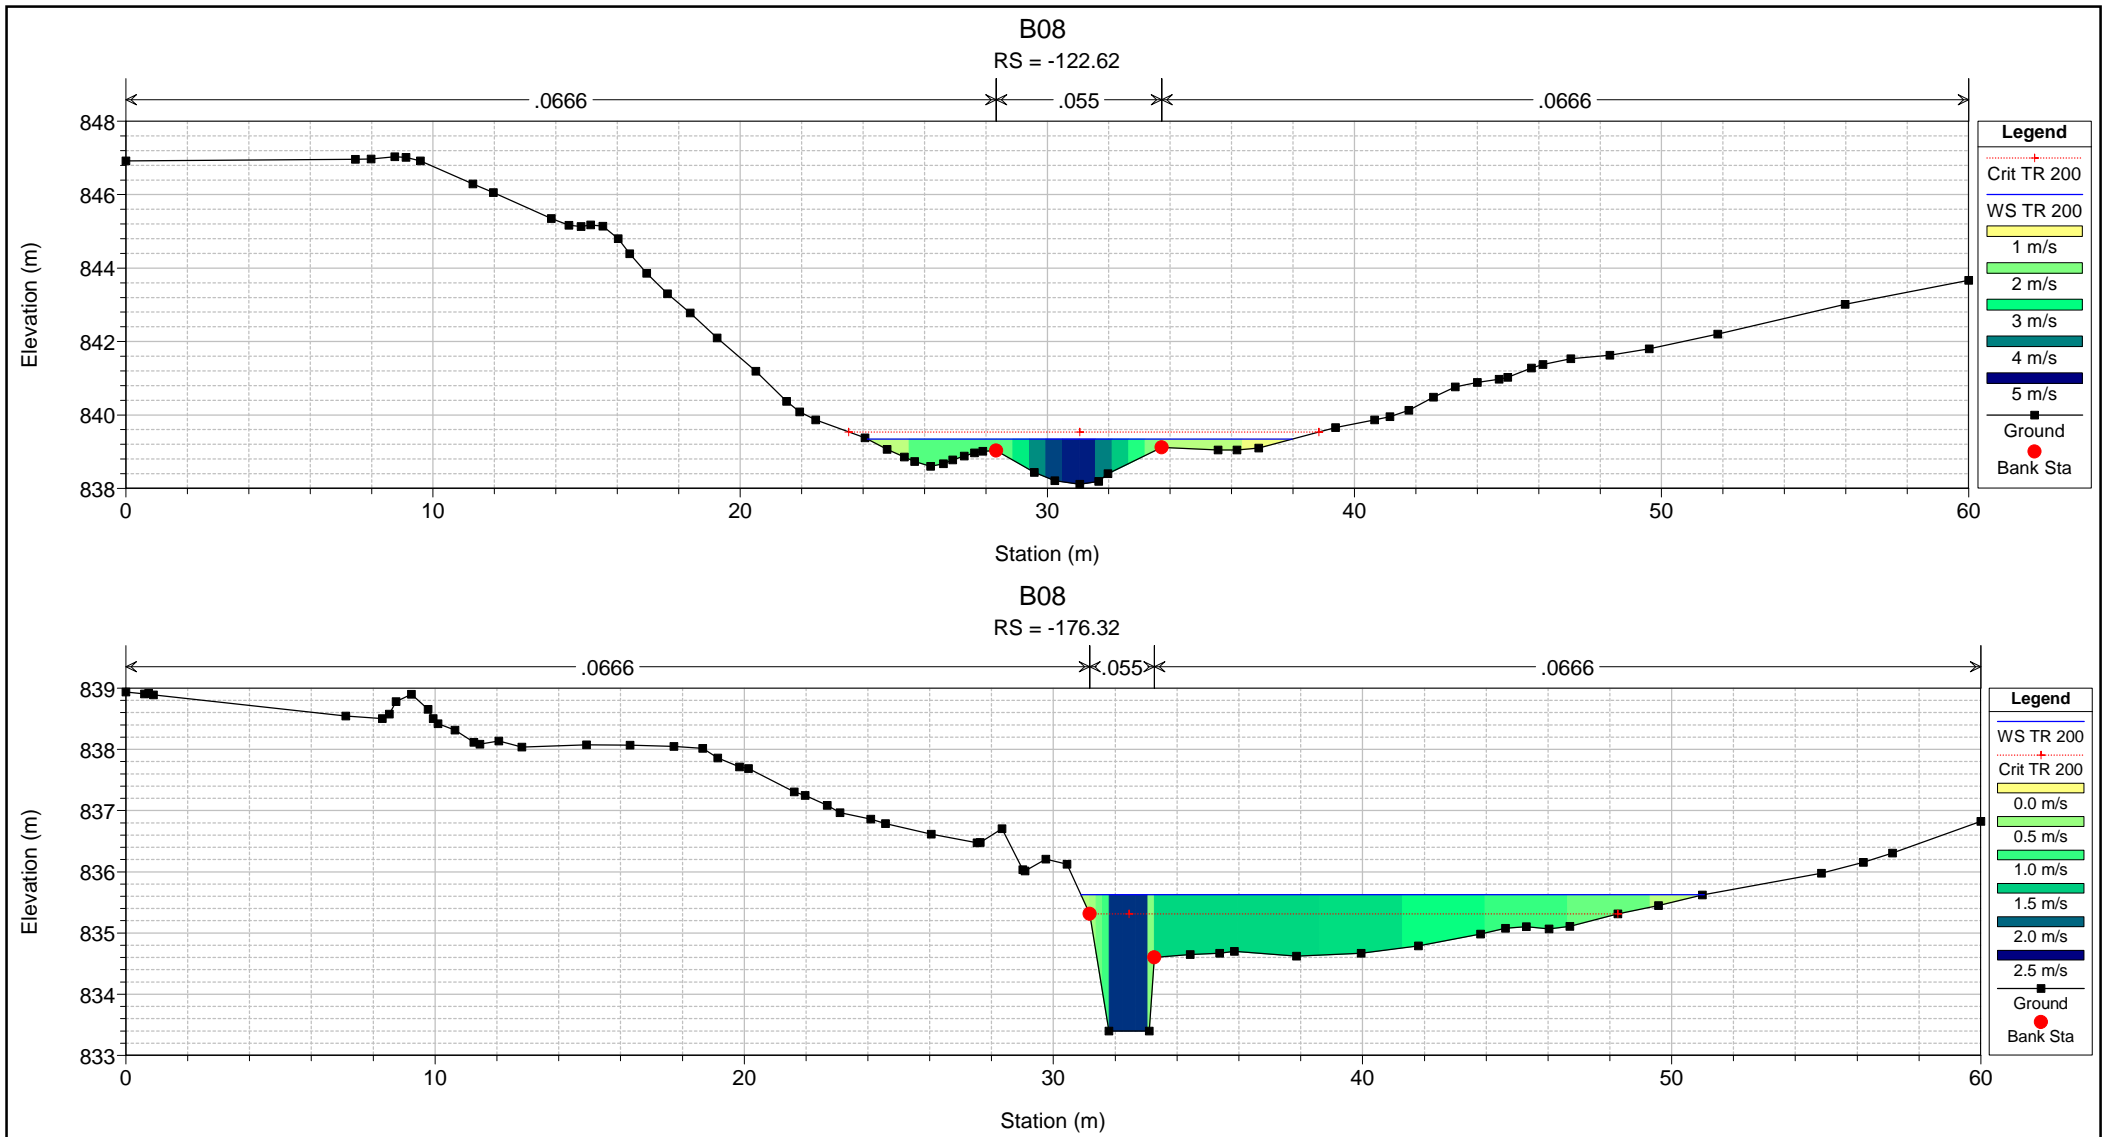 B08
RS = -122.62
.0666 .055 .0666
848
846
844
842
840
838
Elevation (m)
0 10 20 30 40 50 60
Station (m)
Legend
Crit TR 200
WS TR 200
1 m/s
2 m/s
3 m/s
4 m/s
5 m/s
Ground
Bank Sta
B08
RS = -176.32
.0666 .055 .0666
839
838
837
836
835
834
833
Elevation (m)
0 10 20 30 40 50 60
Station (m)
Legend
WS TR 200
Crit TR 200
0.0 m/s
0.5 m/s
1.0 m/s
1.5 m/s
2.0 m/s
2.5 m/s
Ground
Bank Sta